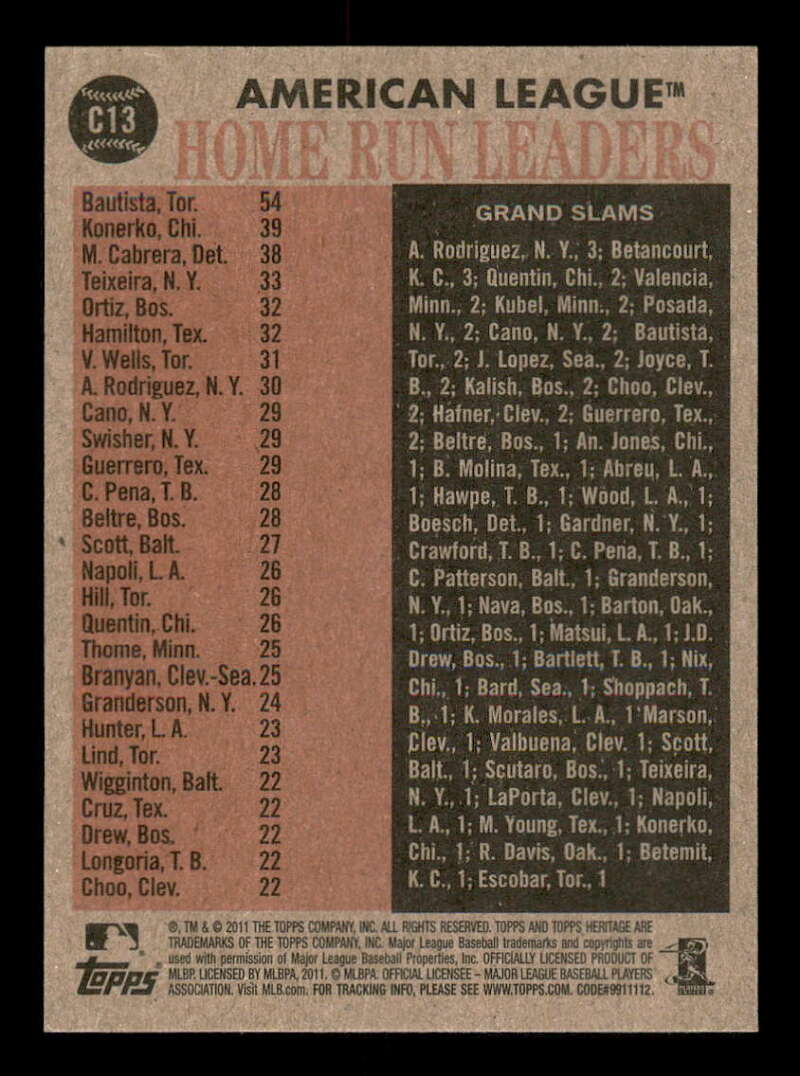 C13
AMERICAN LEAGUE™
HOME RUN LEADERS
Bautista, Tor. 54
Konerko, Chi. 39
M. Cabrera, Det. 38
Teixeira, N. Y. 33
Ortiz, Bos. 32
Hamilton, Tex. 32
V. Wells, Tor. 31
A. Rodriguez, N. Y. 30
Cano, N. Y. 29
Swisher, N. Y. 29
Guerrero, Tex. 29
C. Pena, T. B. 28
Beltre, Bos. 28
Scott, Balt. 27
Napoli, L. A. 26
Hill, Tor. 26
Quentin, Chi. 26
Thome, Minn. 25
Branyan, Clev.-Sea. 25
Granderson, N. Y. 24
Hunter, L. A. 23
Lind, Tor. 23
Wigginton, Balt. 22
Cruz, Tex. 22
Drew, Bos. 22
Longoria, T. B. 22
Choo, Clev. 22
GRAND SLAMS
A. Rodriguez, N. Y., 3; Betancourt,
K. C., 3; Quentin, Chi., 2; Valencia,
Minn., 2; Kubel, Minn., 2; Posada,
N. Y., 2; Cano, N. Y., 2; Bautista,
Tor., 2; J. Lopez, Sea., 2; Joyce, T.
B., 2; Kalish, Bos., 2; Choo, Clev.,
2; Hafner, Clev., 2; Guerrero, Tex.,
2; Beltre, Bos., 1; An. Jones, Chi.,
1; B. Molina, Tex., 1; Abreu, L. A.,
1; Hawpe, T. B., 1; Wood, L. A., 1;
Boesch, Det., 1; Gardner, N. Y., 1;
Crawford, T. B., 1; C. Pena, T. B., 1;
C. Patterson, Balt., 1; Granderson,
N. Y., 1; Nava, Bos., 1; Barton, Oak.,
1; Ortiz, Bos., 1; Matsui, L. A., 1; J.D.
Drew, Bos., 1; Bartlett, T. B., 1; Nix,
Chi., 1; Bard, Sea., 1; Shoppach, T.
B., 1; K. Morales, L. A., 1 Marson,
Clev., 1; Valbuena, Clev. 1; Scott,
Balt., 1; Scutaro, Bos., 1; Teixeira,
N. Y., 1; LaPorta, Clev., 1; Napoli,
L. A., 1; M. Young, Tex., 1; Konerko,
Chi., 1; R. Davis, Oak., 1; Betemit,
K. C., 1; Escobar, Tor., 1
®, TM & © 2011 THE TOPPS COMPANY, INC. ALL RIGHTS RESERVED. TOPPS AND TOPPS HERITAGE ARE
TRADEMARKS OF THE TOPPS COMPANY, INC. Major League Baseball trademarks and copyrights are
used with permission of Major League Baseball Properties, Inc. OFFICIALLY LICENSED PRODUCT OF
MLBP. LICENSED BY MLBPA, 2011. © MLBPA. OFFICIAL LICENSEE – MAJOR LEAGUE BASEBALL PLAYERS
ASSOCIATION. Visit MLB.com. FOR TRACKING INFO, PLEASE SEE WWW.TOPPS.COM. CODE#9911112.
Topps